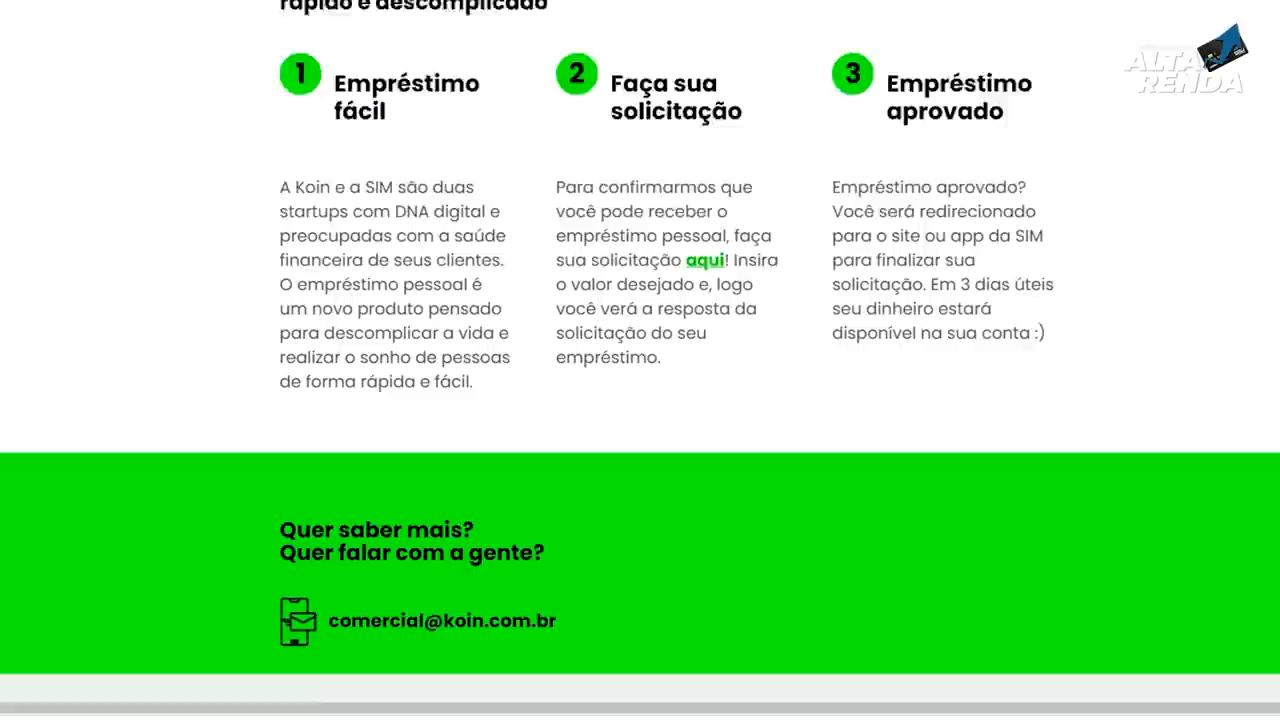 rápido e descomplicado
1
Empréstimo
fácil
A Koin e a SIM são duas
startups com DNA digital e
preocupadas com a saúde
financeira de seus clientes.
O empréstimo pessoal é
um novo produto pensado
para descomplicar a vida e
realizar o sonho de pessoas
de forma rápida e fácil.
2
Faça sua
solicitação
Para confirmarmos que
você pode receber o
empréstimo pessoal, faça
sua solicitação aqui! Insira
o valor desejado e, logo
você verá a resposta da
solicitação do seu
empréstimo.
3
Empréstimo
aprovado
Empréstimo aprovado?
Você será redirecionado
para o site ou app da SIM
para finalizar sua
solicitação. Em 3 dias úteis
seu dinheiro estará
disponível na sua conta :)
ALTA
RENDA
Quer saber mais?
Quer falar com a gente?
comercial@koin.com.br